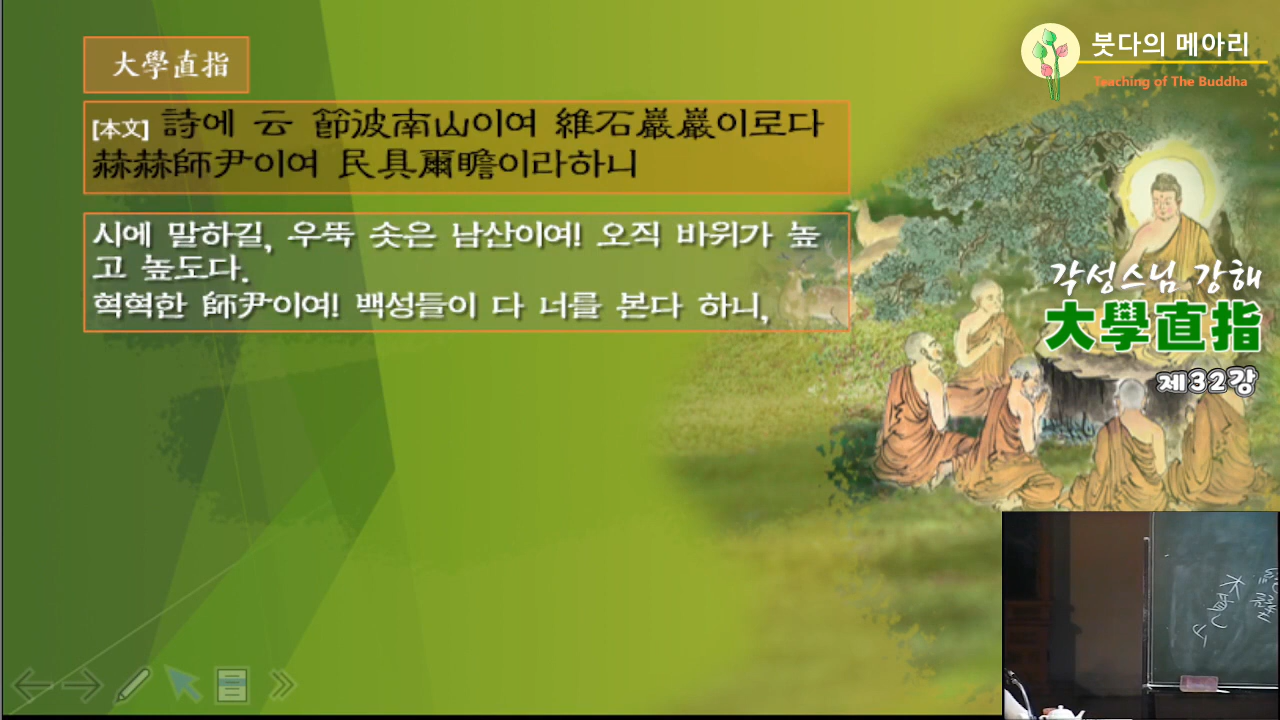 大學直指
[本文] 詩에 云 節波南山이여 維石巖巖이로다
赫赫師尹이여 民具爾瞻이라하니
시에 말하길, 우뚝 솟은 남산이여! 오직 바위가 높
고 높도다.
혁혁한 師尹이여! 백성들이 다 너를 본다 하니,
붓다의 메아리
Teaching of The Buddha
각성스님 강해
大學直指
제32강